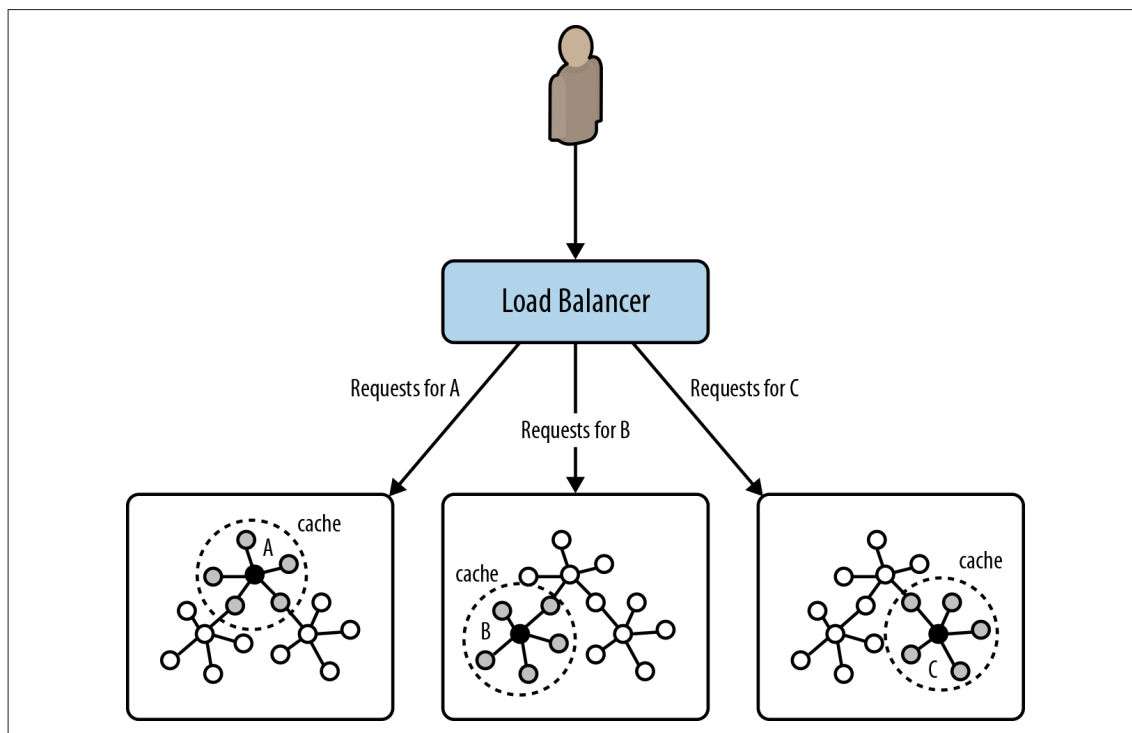 Load Balancer
Requests for A
Requests for B
Requests for C
cache
A
cache
B
cache
C